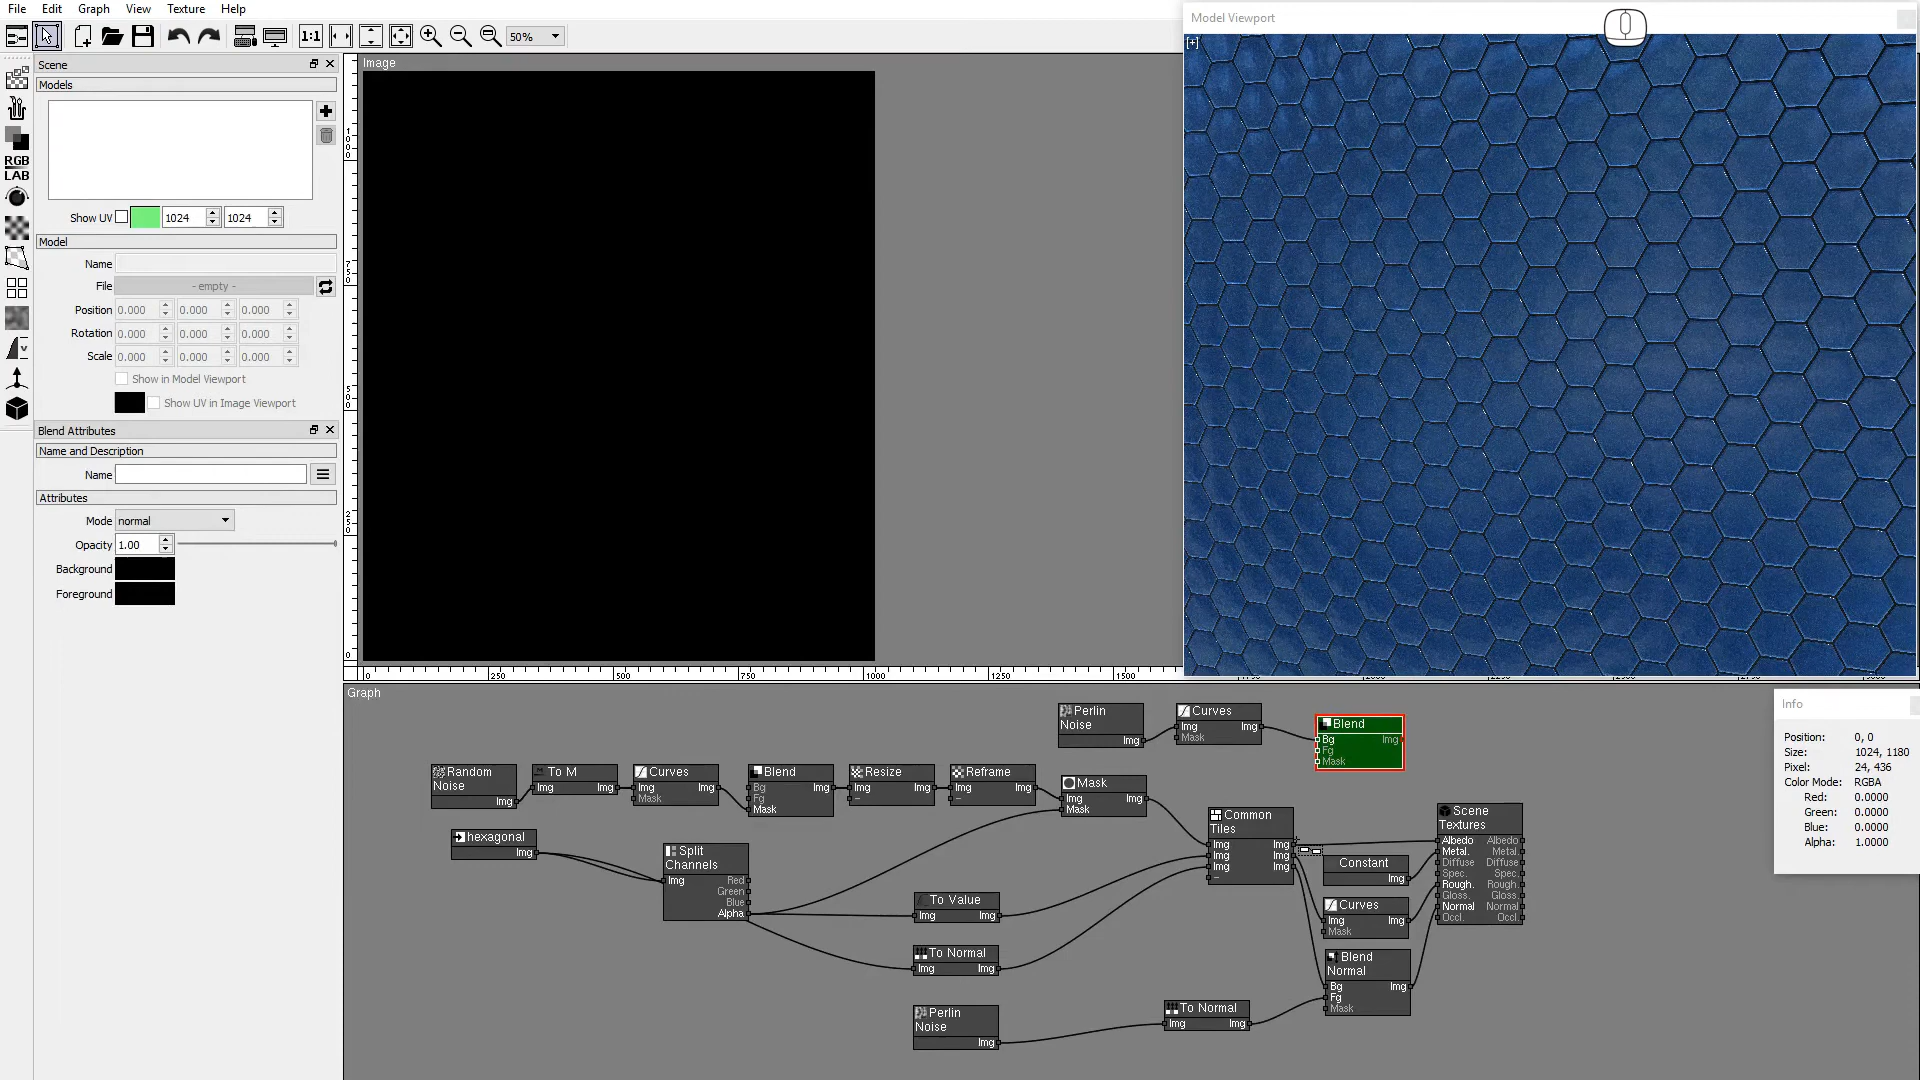 File Edit Graph View Texture Help
Model Viewport
1:1
50%
[+]
Scene
Image
Models
RGB
LAB
Show UV 1024 1024
Model
Name
File - empty -
Position 0.000 0.000 0.000
Rotation 0.000 0.000 0.000
Scale 0.000 0.000 0.000
Show in Model Viewport
Show UV in Image Viewport
Blend Attributes
Name and Description
Name
Attributes
Mode normal
Opacity 1.00
Background
Foreground
1000
750
500
250
0
0 250 500 750 1000 1250 1500
Graph
Perlin
Noise
Img
Curves
Img Img
Mask
Blend
Bg Img
Fg
Mask
Random
Noise
Img
To M
Img Img
Curves
Img Img
Mask
Blend
Bg Img
Fg
Mask
Resize
Img Img
Reframe
Img Img
Mask
Img Img
Mask
hexagonal
Img
Split
Channels
Img Red
Green
Blue
Alpha
Common
Tiles
Img Img
Img Img
Img Img
Constant
Img
Scene
Textures
Albedo Albedo
Metal. Metal
Diffuse Diffuse
Spec. Spec.
Rough. Rough.
Gloss. Gloss.
Normal Normal
Occl. Occl.
To Value
Img Img
Curves
Img Img
Mask
To Normal
Img Img
Blend
Normal
Bg Img
Fg
Mask
Perlin
Noise
Img
To Normal
Img Img
Info
Position: 0, 0
Size: 1024, 1180
Pixel: 24, 436
Color Mode: RGBA
Red: 0.0000
Green: 0.0000
Blue: 0.0000
Alpha: 1.0000